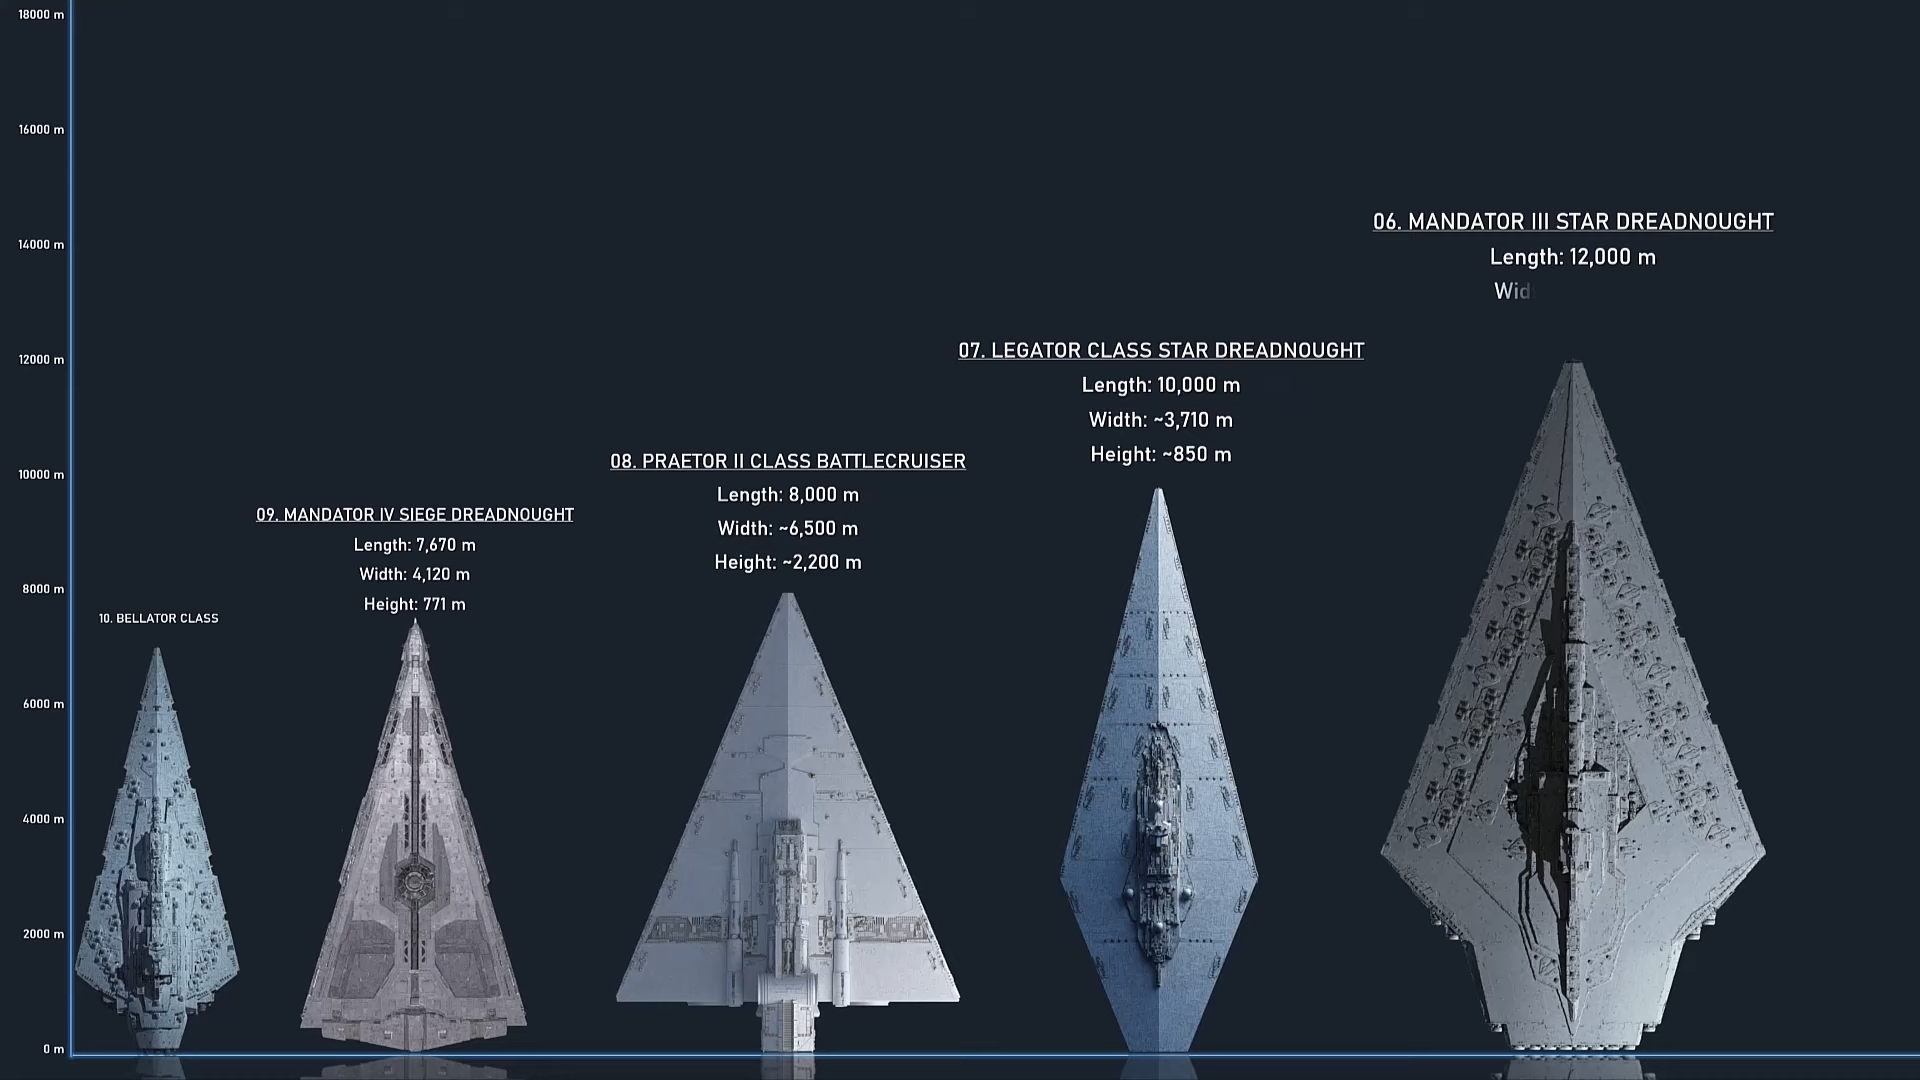 18000 m
16000 m
14000 m
12000 m
10000 m
8000 m
6000 m
4000 m
2000 m
0 m
10. BELLATOR CLASS
09. MANDATOR IV SIEGE DREADNOUGHT
Length: 7,670 m
Width: 4,120 m
Height: 771 m
08. PRAETOR II CLASS BATTLECRUISER
Length: 8,000 m
Width: ~6,500 m
Height: ~2,200 m
07. LEGATOR CLASS STAR DREADNOUGHT
Length: 10,000 m
Width: ~3,710 m
Height: ~850 m
06. MANDATOR III STAR DREADNOUGHT
Length: 12,000 m
Wid